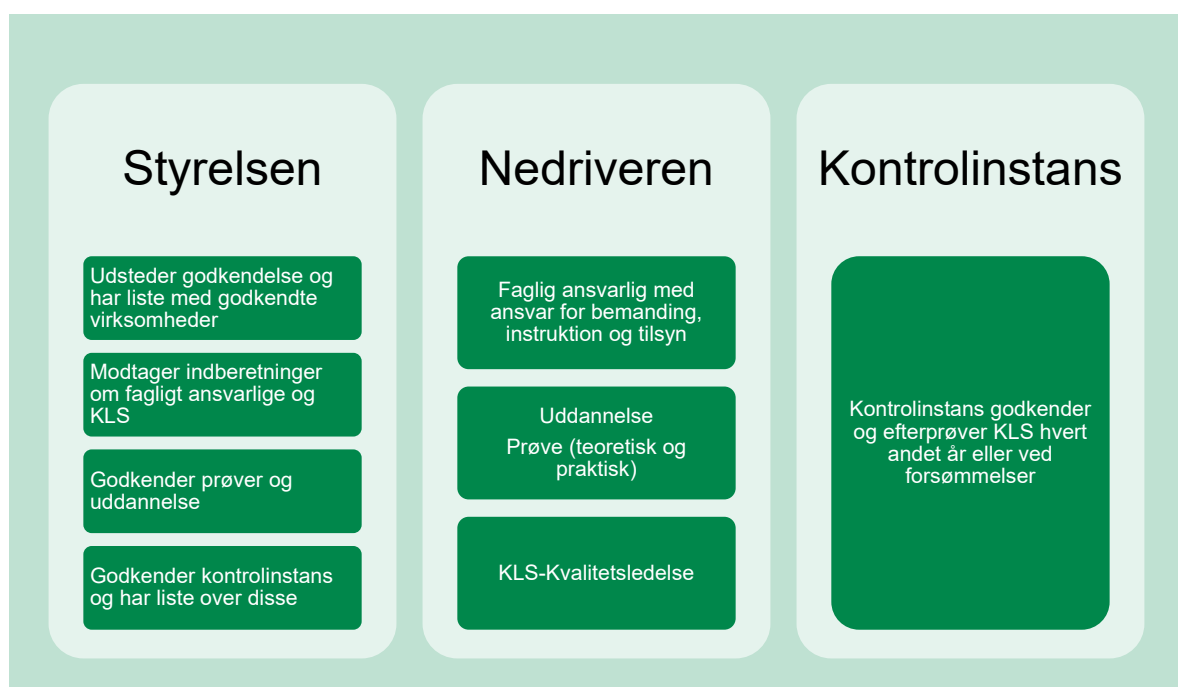 Styrelsen
Udsteder godkendelse og
har liste med godkendte
virksomheder
Modtager indberetninger
om fagligt ansvarlige og
KLS
Godkender prøver og
uddannelse
Godkender kontrolinstans
og har liste over disse
Nedriveren
Faglig ansvarlig med
ansvar for bemanding,
instruktion og tilsyn
Uddannelse
Prøve (teoretisk og
praktisk)
KLS-Kvalitetsledelse
Kontrolinstans
Kontrolinstans godkender
og efterprøver KLS hvert
andet år eller ved
forsømmelser